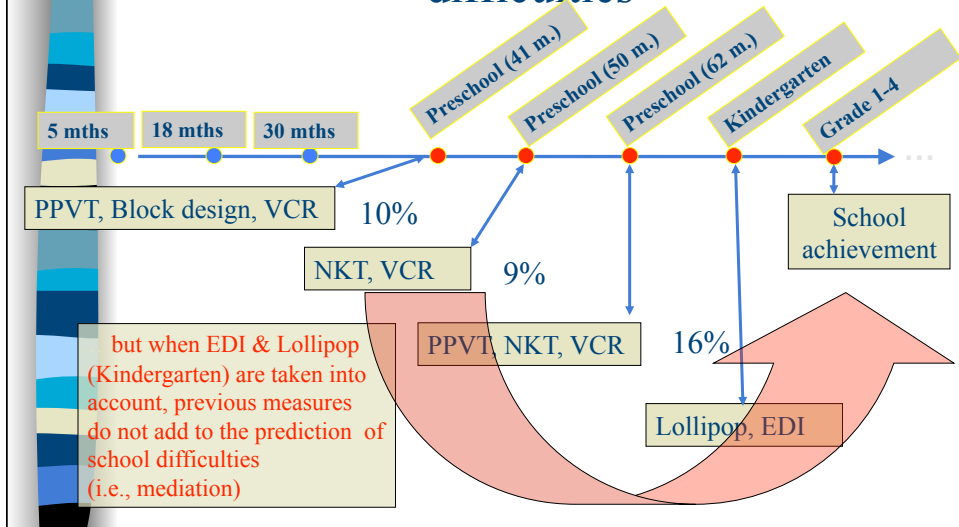 difficulties
5 mths
18 mths
30 mths
Preschool (41 m.)
Preschool (50 m.)
Preschool (62 m.)
Kindergarten
Grade 1-4
...
PPVT, Block design, VCR
10%
NKT, VCR
9%
PPVT, NKT, VCR
16%
Lollipop, EDI
School
achievement
but when EDI & Lollipop
(Kindergarten) are taken into
account, previous measures
do not add to the prediction of
school difficulties
(i.e., mediation)